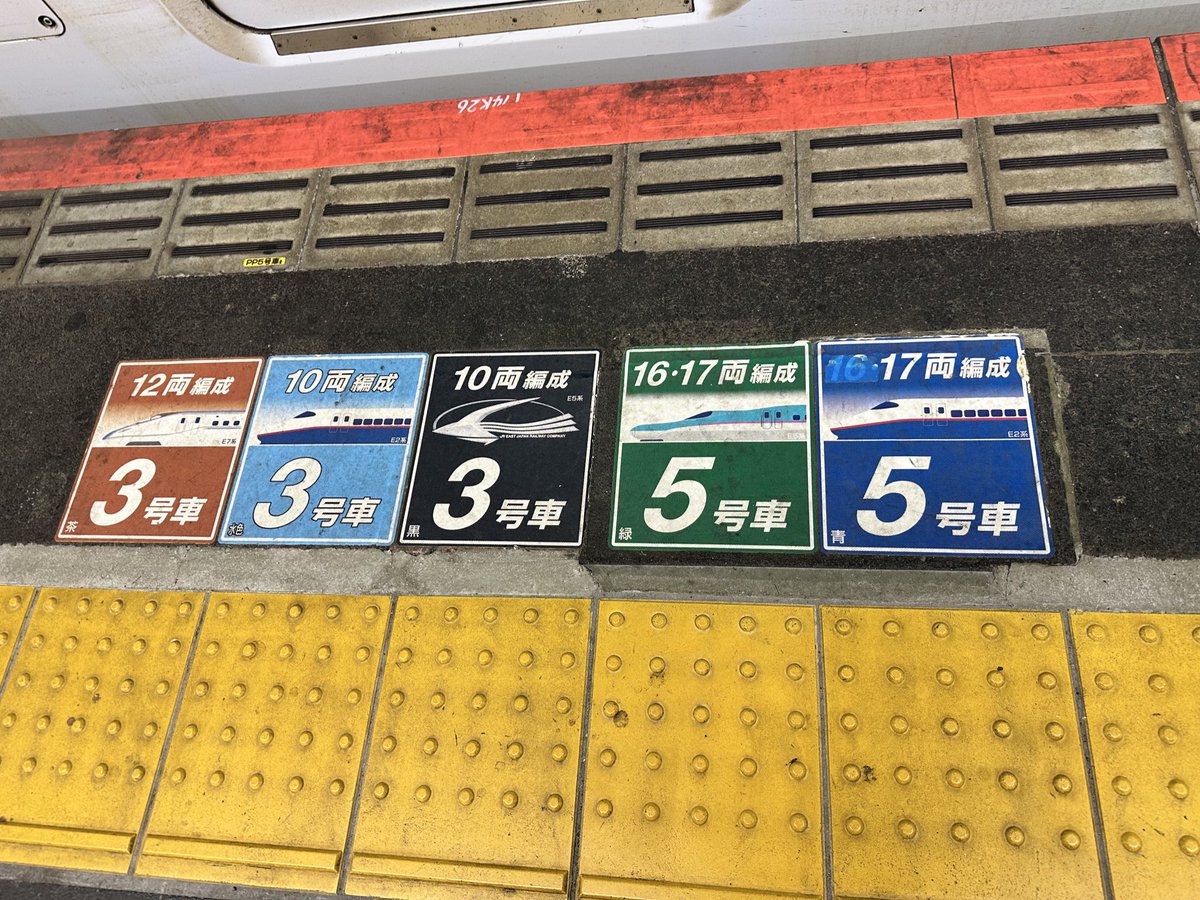 L14K26
PP5号車
12両編成
E7系
3号車
茶
10両編成
E2系
3号車
水色
10両編成
E5系
JR EAST JAPAN RAILWAY COMPANY
3号車
黒
16・17両編成
5号車
緑
16・17両編成
E2系
5号車
青